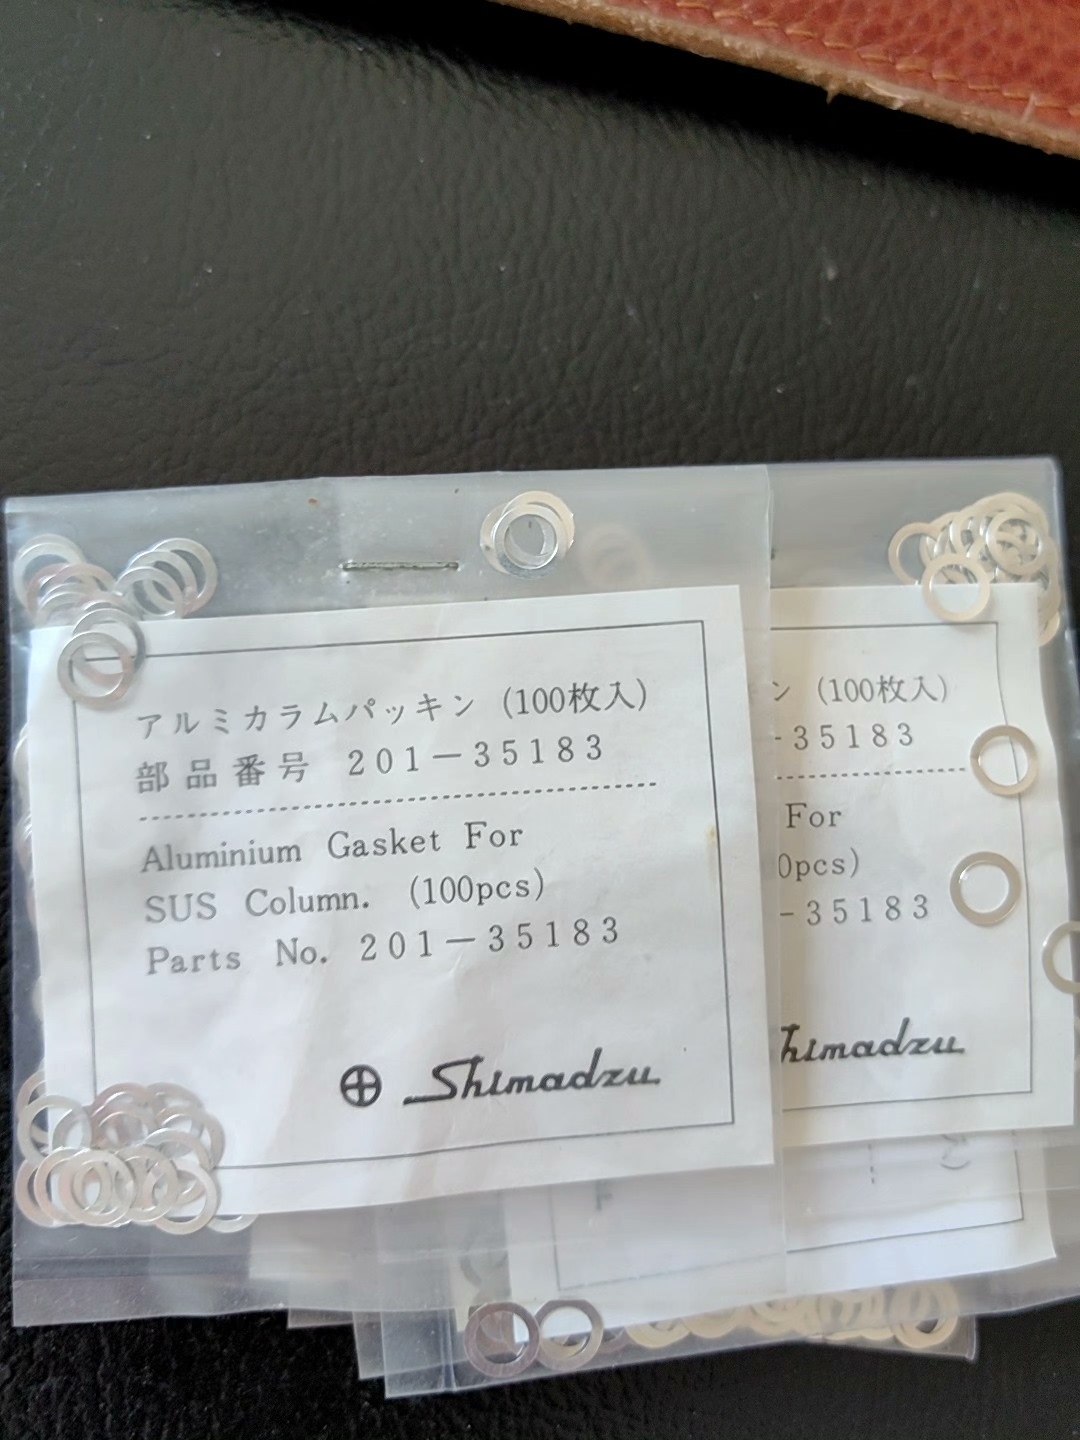 アルミカラムパッキン (100枚入)
部品番号 201-35183
Aluminium Gasket For
SUS Column. (100pcs)
Parts No. 201-35183
Shimadzu
ン (100枚入)
-35183
For
0pcs)
-35183
himadzu